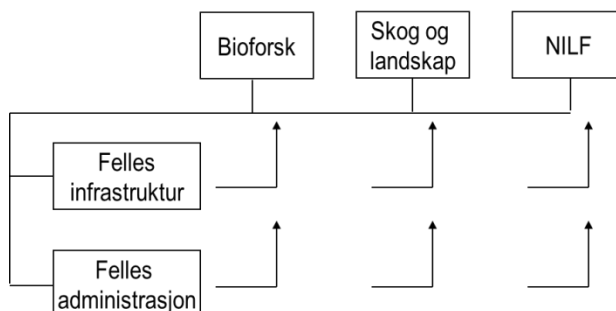 Bioforsk
Skog og
landskap
NILF
Felles
infrastruktur
Felles
administrasjon